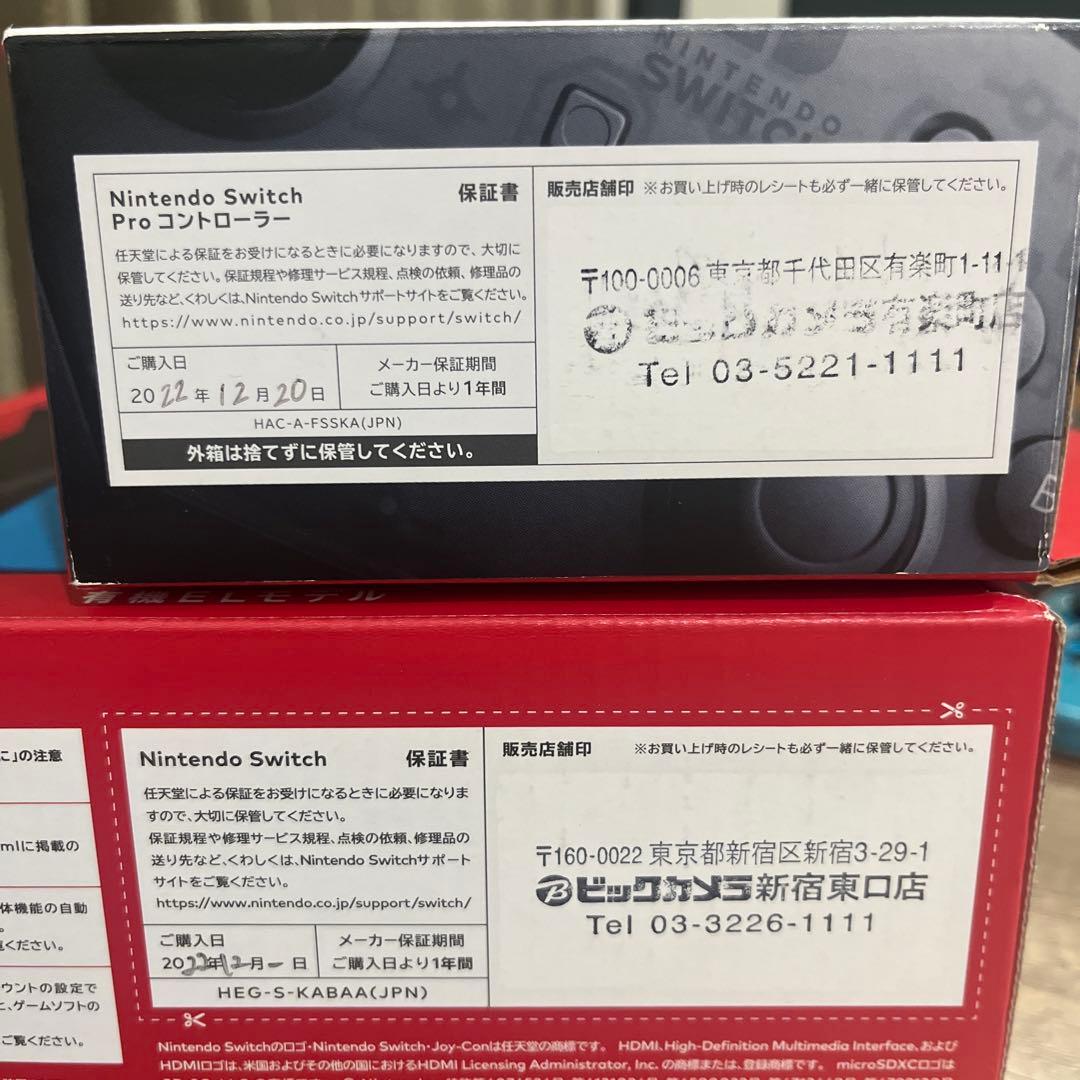 NINTENDO
SWITCH
Nintendo Switch
Pro コントローラー
保証書
任天堂による保証をお受けになるときに必要になりますので、大切に
保管してください。保証規程や修理サービス規程、点検の依頼、修理品の
送り先など、くわしくは、Nintendo Switchサポートサイトをご覧ください。
https://www.nintendo.co.jp/support/switch/
ご購入日
2022年12月20日
メーカー保証期間
ご購入日より1年間
HAC-A-FSSKA(JPN)
外箱は捨てずに保管してください。
販売店舗印 ※お買い上げ時のレシートも必ず一緒に保管してください。
〒100-0006 東京都千代田区有楽町1-11-1
ビックカメラ有楽町店
Tel 03-5221-1111
B
有機ELモデル
に」の注意
mlに掲載の
体機能の自動
覧ください。
ウントの設定で
と、ゲームソフトの
ご覧ください。
Nintendo Switch
保証書
任天堂による保証をお受けになるときに必要になりま
すので、大切に保管してください。
保証規程や修理サービス規程、点検の依頼、修理品の
送り先など、くわしくは、Nintendo Switchサポート
サイトをご覧ください。
https://www.nintendo.co.jp/support/switch/
ご購入日
2022年12月一日
メーカー保証期間
ご購入日より1年間
HEG-S-KABAA(JPN)
販売店舗印 ※お買い上げ時のレシートも必ず一緒に保管してください。
〒160-0022 東京都新宿区新宿3-29-1
ビックカメラ新宿東口店
Tel 03-3226-1111
Nintendo Switchのロゴ・Nintendo Switch・Joy-Conは任天堂の商標です。 HDMI、High-Definition Multimedia Interface、および
HDMIロゴは、米国およびその他の国におけるHDMI Licensing Administrator, Inc. の商標または、登録商標です。 microSDXCロゴは